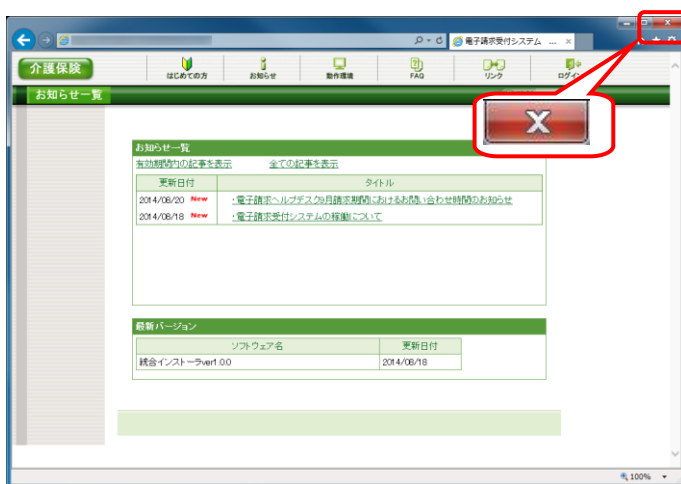 電子請求受付システム ...
介護保険
はじめての方
お知らせ
動作環境
FAQ
リンク
お知らせ一覧
お知らせ一覧
有効期間内の記事を表示 全ての記事を表示
更新日付 タイトル
2014/08/20 New ・電子請求ヘルプデスク9月請求期間におけるお問い合わせ時間のお知らせ
2014/08/18 New ・電子請求受付システムの稼働について
最新バージョン
ソフトウェア名 更新日付
統合インストーラver1.0.0 2014/08/18
100%